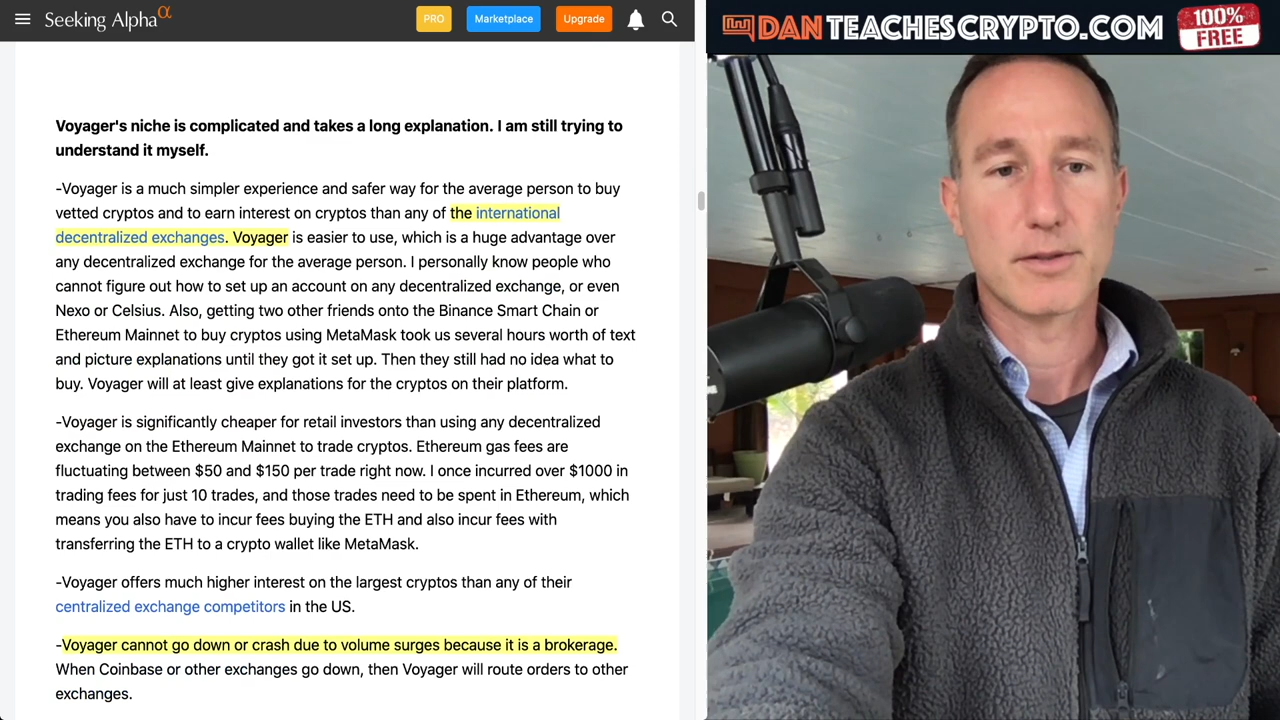 Seeking Alphaα
PRO
Marketplace
Upgrade
DANTEACHESCRYPTO.COM
100%
FREE
Voyager's niche is complicated and takes a long explanation. I am still trying to
understand it myself.
-Voyager is a much simpler experience and safer way for the average person to buy
vetted cryptos and to earn interest on cryptos than any of the international
decentralized exchanges. Voyager is easier to use, which is a huge advantage over
any decentralized exchange for the average person. I personally know people who
cannot figure out how to set up an account on any decentralized exchange, or even
Nexo or Celsius. Also, getting two other friends onto the Binance Smart Chain or
Ethereum Mainnet to buy cryptos using MetaMask took us several hours worth of text
and picture explanations until they got it set up. Then they still had no idea what to
buy. Voyager will at least give explanations for the cryptos on their platform.
-Voyager is significantly cheaper for retail investors than using any decentralized
exchange on the Ethereum Mainnet to trade cryptos. Ethereum gas fees are
fluctuating between $50 and $150 per trade right now. I once incurred over $1000 in
trading fees for just 10 trades, and those trades need to be spent in Ethereum, which
means you also have to incur fees buying the ETH and also incur fees with
transferring the ETH to a crypto wallet like MetaMask.
-Voyager offers much higher interest on the largest cryptos than any of their
centralized exchange competitors in the US.
-Voyager cannot go down or crash due to volume surges because it is a brokerage.
When Coinbase or other exchanges go down, then Voyager will route orders to other
exchanges.